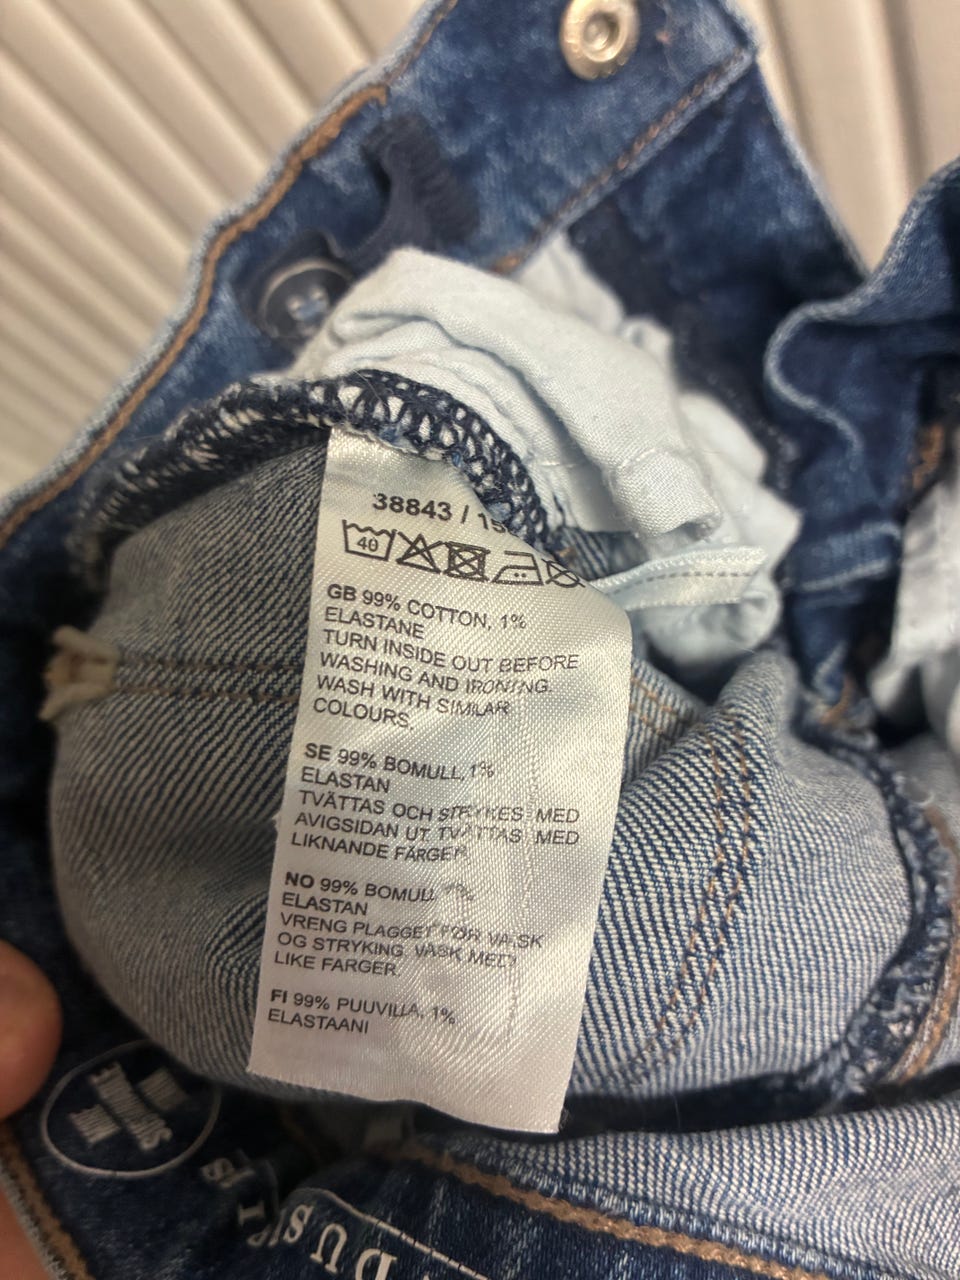 38843 / 15
40
GB 99% COTTON, 1%
ELASTANE
TURN INSIDE OUT BEFORE
WASHING AND IRONING.
WASH WITH SIMILAR
COLOURS.
SE 99% BOMULL, 1%
ELASTAN
TVÄTTAS OCH STRYKES MED
AVIGSIDAN UT TVÄTTAS MED
LIKNANDE FÄRGER
NO 99% BOMULL 1%
ELASTAN
VRENG PLAGGET FØR VASK
OG STRYKING. VASK MED
LIKE FARGER.
FI 99% PUUVILLA, 1%
ELASTAANI